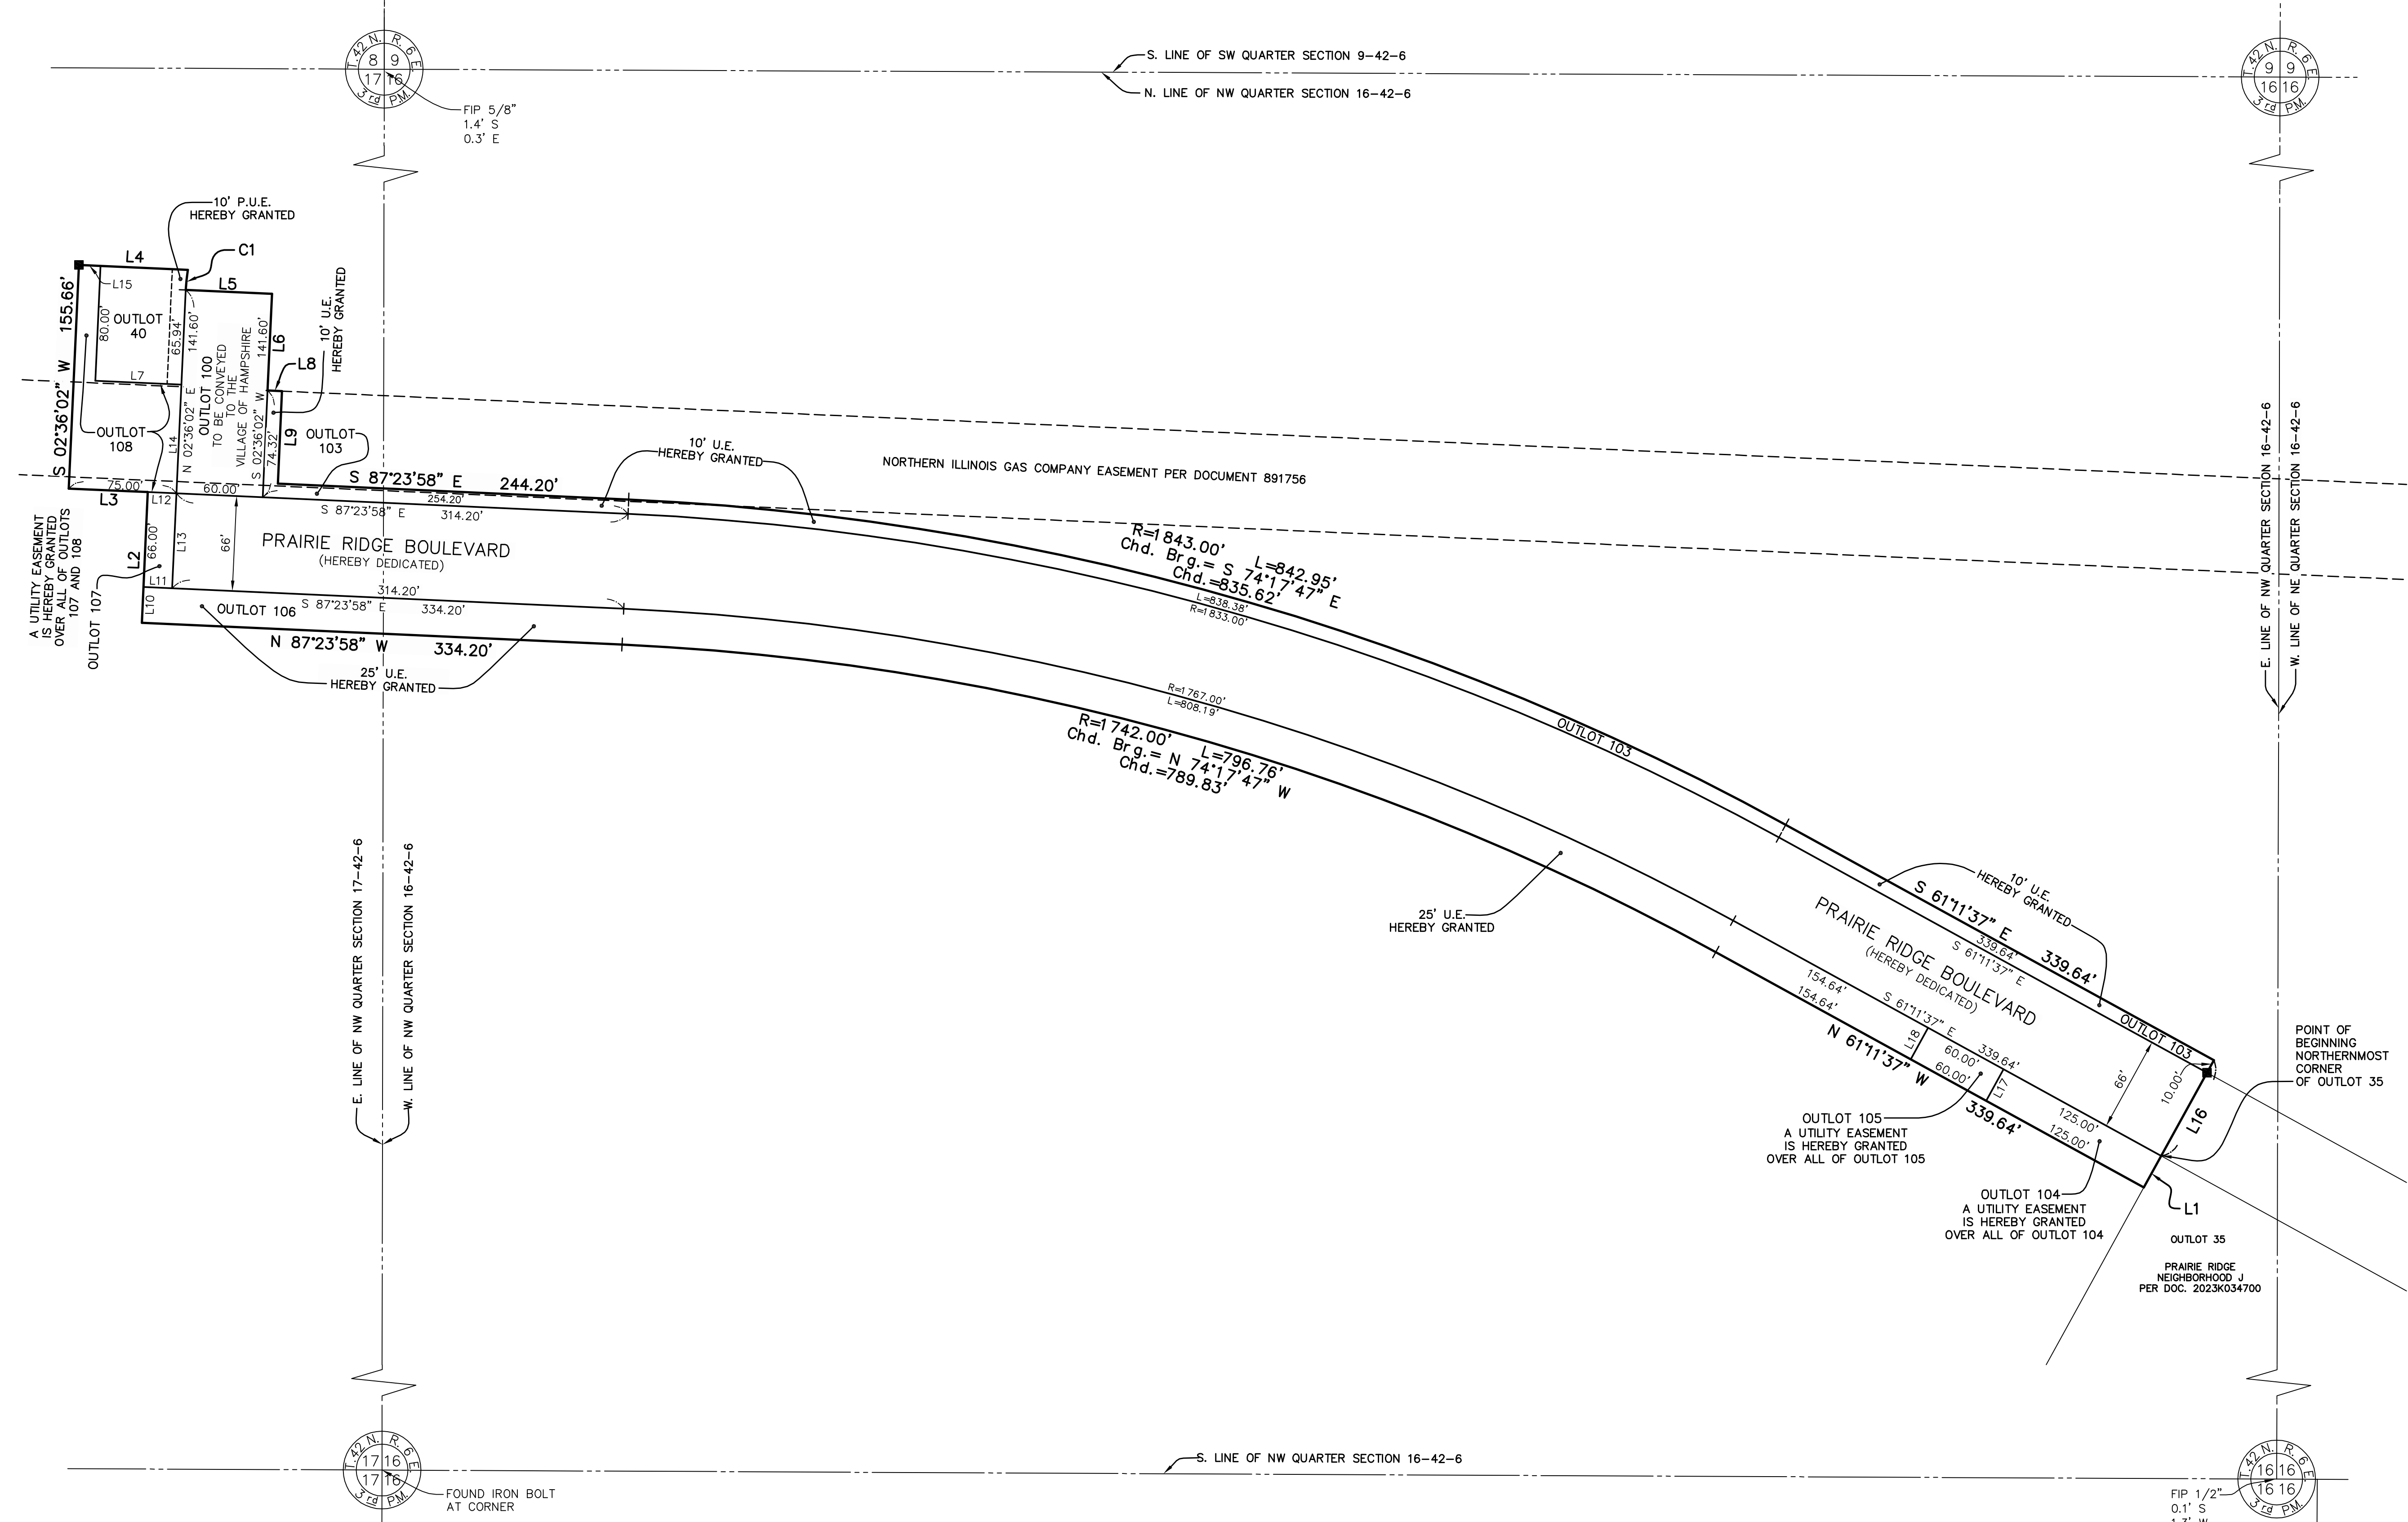 T.42 N. R. 6 E.
8 9
17 16
3 rd P.M.
FIP 5/8"
1.4' S
0.3' E
S. LINE OF SW QUARTER SECTION 9-42-6
N. LINE OF NW QUARTER SECTION 16-42-6
T.42 N. R. 6 E.
9 9
16 16
3 rd P.M.
10' P.U.E.
HEREBY GRANTED
C1
L4
L5
L15
S 02°36'02" W 155.66'
80.00'
OUTLOT
40
65.94'
141.60'
N 02°36'02" E
OUTLOT 100
TO BE CONVEYED
TO THE
VILLAGE OF HAMPSHIRE
141.60'
L6
10' U.E.
HEREBY GRANTED
L8
L7
OUTLOT
108
L14
S 02°36'02" W
74.32'
L9
OUTLOT
103
75.00'
L3
L12
60.00'
S 87°23'58" E 244.20'
254.20'
S 87°23'58" E 314.20'
10' U.E.
HEREBY GRANTED
NORTHERN ILLINOIS GAS COMPANY EASEMENT PER DOCUMENT 891756
A UTILITY EASEMENT
IS HEREBY GRANTED
OVER ALL OF OUTLOTS
107 AND 108
OUTLOT 107
L2
66.00'
L13
66'
PRAIRIE RIDGE BOULEVARD
(HEREBY DEDICATED)
L11
L10
314.20'
S 87°23'58" E 334.20'
OUTLOT 106
N 87°23'58" W 334.20'
25' U.E.
HEREBY GRANTED
R=1843.00' L=842.95'
Chd. Brg.= S 74°17'47" E
Chd.=835.62'
L=838.38'
R=1833.00'
R=1767.00'
L=808.19'
R=1742.00' L=796.76'
Chd. Brg.= N 74°17'47" W
Chd.=789.83'
OUTLOT 103
E. LINE OF NW QUARTER SECTION 16-42-6
W. LINE OF NE QUARTER SECTION 16-42-6
E. LINE OF NW QUARTER SECTION 17-42-6
W. LINE OF NW QUARTER SECTION 16-42-6
25' U.E.
HEREBY GRANTED
10' U.E.
HEREBY GRANTED
S 61°11'37" E 339.64'
339.64'
S 61°11'37" E
PRAIRIE RIDGE BOULEVARD
(HEREBY DEDICATED)
OUTLOT 103
154.64'
154.64'
S 61°11'37" E 339.64'
L18
60.00'
60.00'
L17
N 61°11'37" W 339.64'
125.00'
125.00'
66'
10.00'
L16
POINT OF
BEGINNING
NORTHERNMOST
CORNER
OF OUTLOT 35
OUTLOT 105
A UTILITY EASEMENT
IS HEREBY GRANTED
OVER ALL OF OUTLOT 105
OUTLOT 104
A UTILITY EASEMENT
IS HEREBY GRANTED
OVER ALL OF OUTLOT 104
L1
OUTLOT 35
PRAIRIE RIDGE
NEIGHBORHOOD J
PER DOC. 2023K034700
T.42 N. R. 6 E.
17 16
17 16
3 rd P.M.
FOUND IRON BOLT
AT CORNER
S. LINE OF NW QUARTER SECTION 16-42-6
T.42 N. R. 6 E.
16 16
16 16
3 rd P.M.
FIP 1/2"
0.1' S
1.3' W